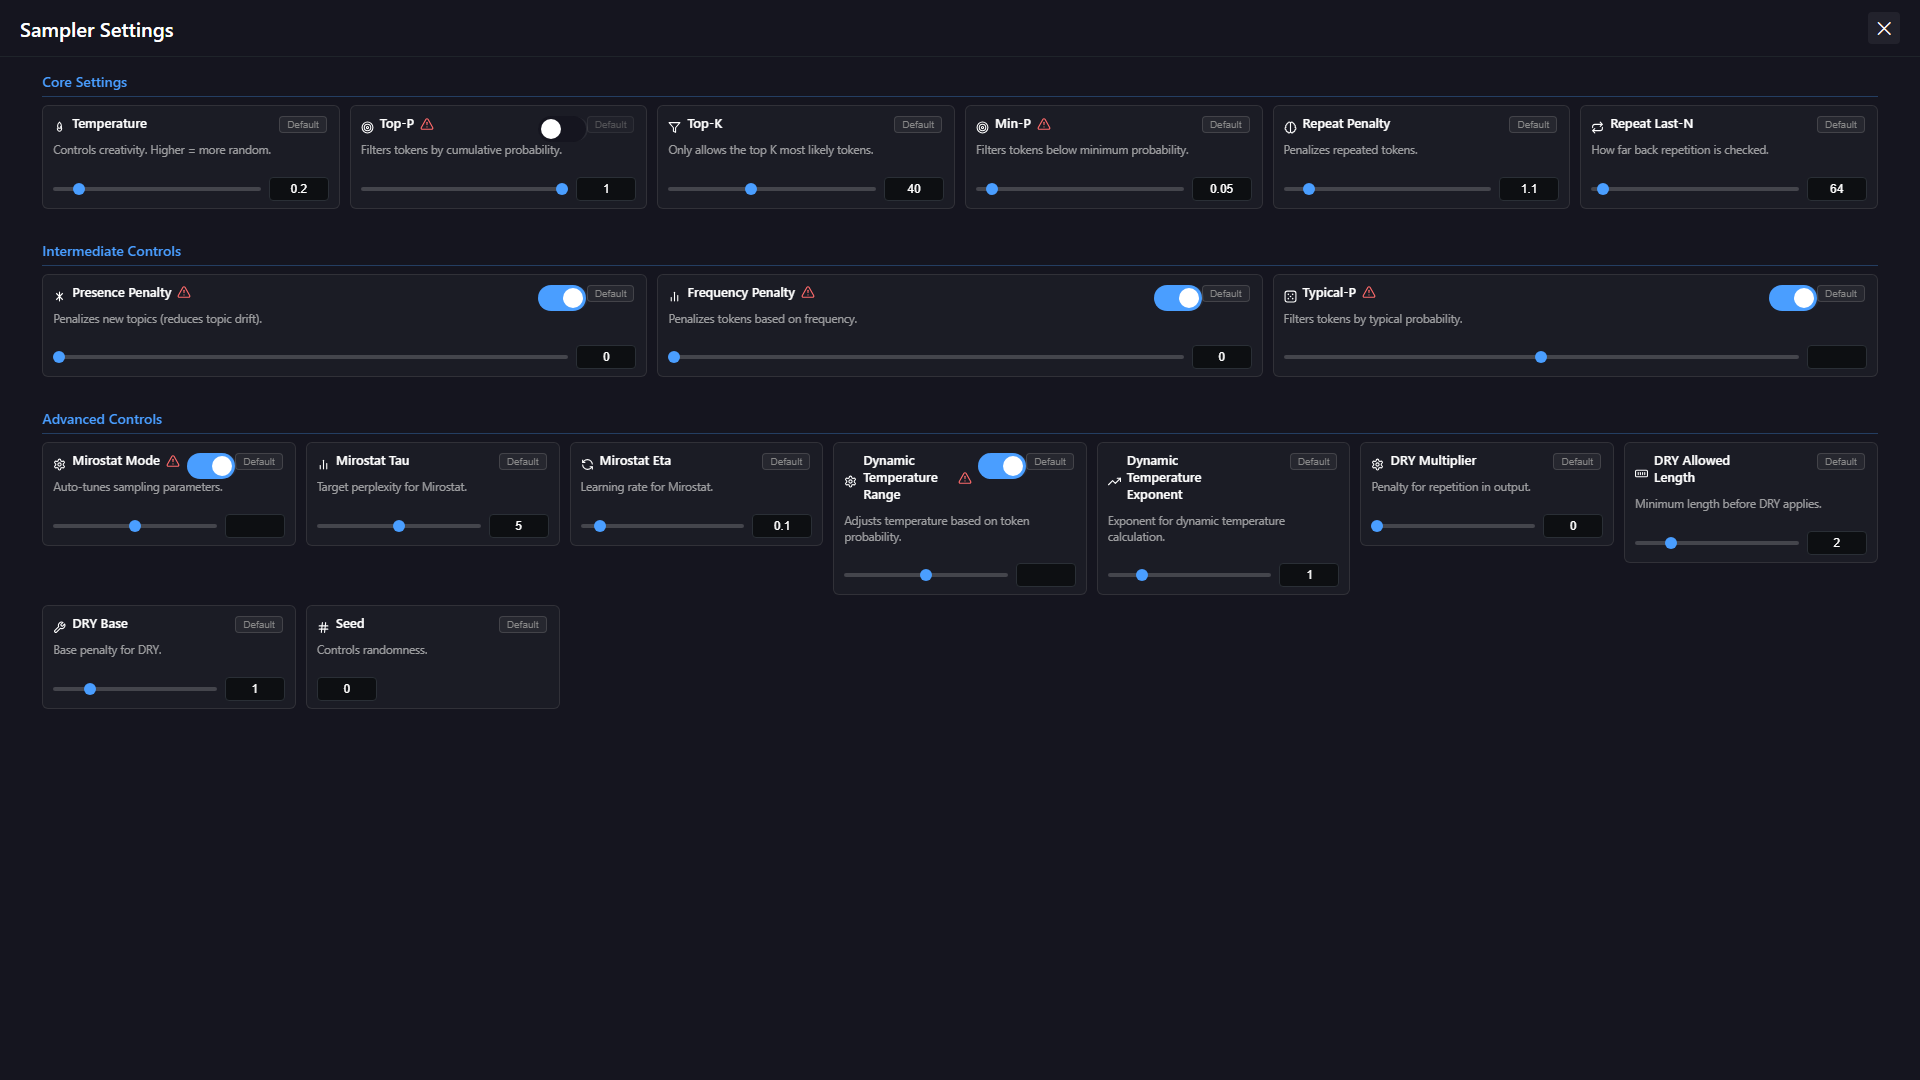 Sampler Settings
Core Settings
Temperature
Default
Controls creativity. Higher = more random.
0.2
Top-P
Default
Filters tokens by cumulative probability.
1
Top-K
Default
Only allows the top K most likely tokens.
40
Min-P
Default
Filters tokens below minimum probability.
0.05
Repeat Penalty
Default
Penalizes repeated tokens.
1.1
Repeat Last-N
Default
How far back repetition is checked.
64
Intermediate Controls
Presence Penalty
Default
Penalizes new topics (reduces topic drift).
0
Frequency Penalty
Default
Penalizes tokens based on frequency.
0
Typical-P
Default
Filters tokens by typical probability.
Advanced Controls
Mirostat Mode
Default
Auto-tunes sampling parameters.
Mirostat Tau
Default
Target perplexity for Mirostat.
5
Mirostat Eta
Default
Learning rate for Mirostat.
0.1
Dynamic
Temperature
Range
Default
Adjusts temperature based on token
probability.
Dynamic
Temperature
Exponent
Default
Exponent for dynamic temperature
calculation.
1
DRY Multiplier
Default
Penalty for repetition in output.
0
DRY Allowed
Length
Default
Minimum length before DRY applies.
2
DRY Base
Default
Base penalty for DRY.
1
Seed
Default
Controls randomness.
0